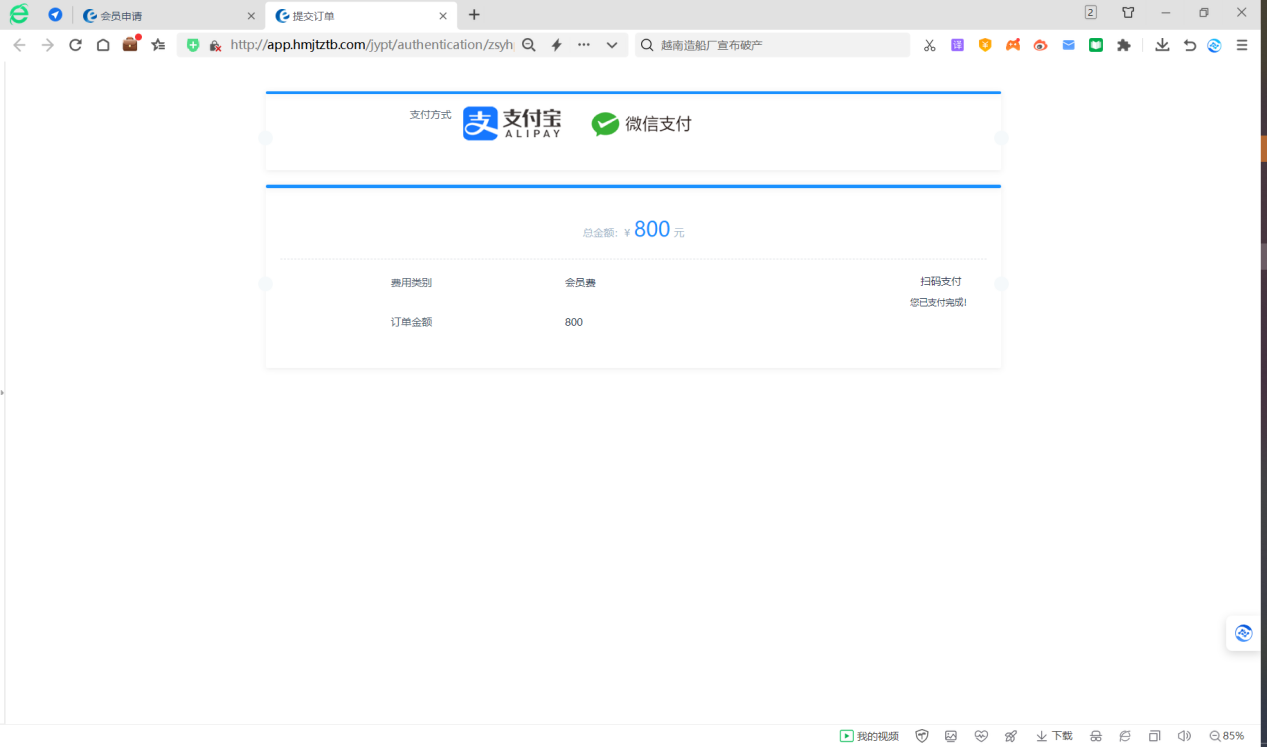 会员申请
提交订单
2
http://app.hmjtztb.com/jypt/authentication/zsyh
越南造船厂宣布破产
译
支付方式
支 支付宝
ALIPAY
微信支付
总金额: ¥ 800 元
费用类别 会员费 扫码支付
您已支付完成!
订单金额 800
我的视频
下载
85%